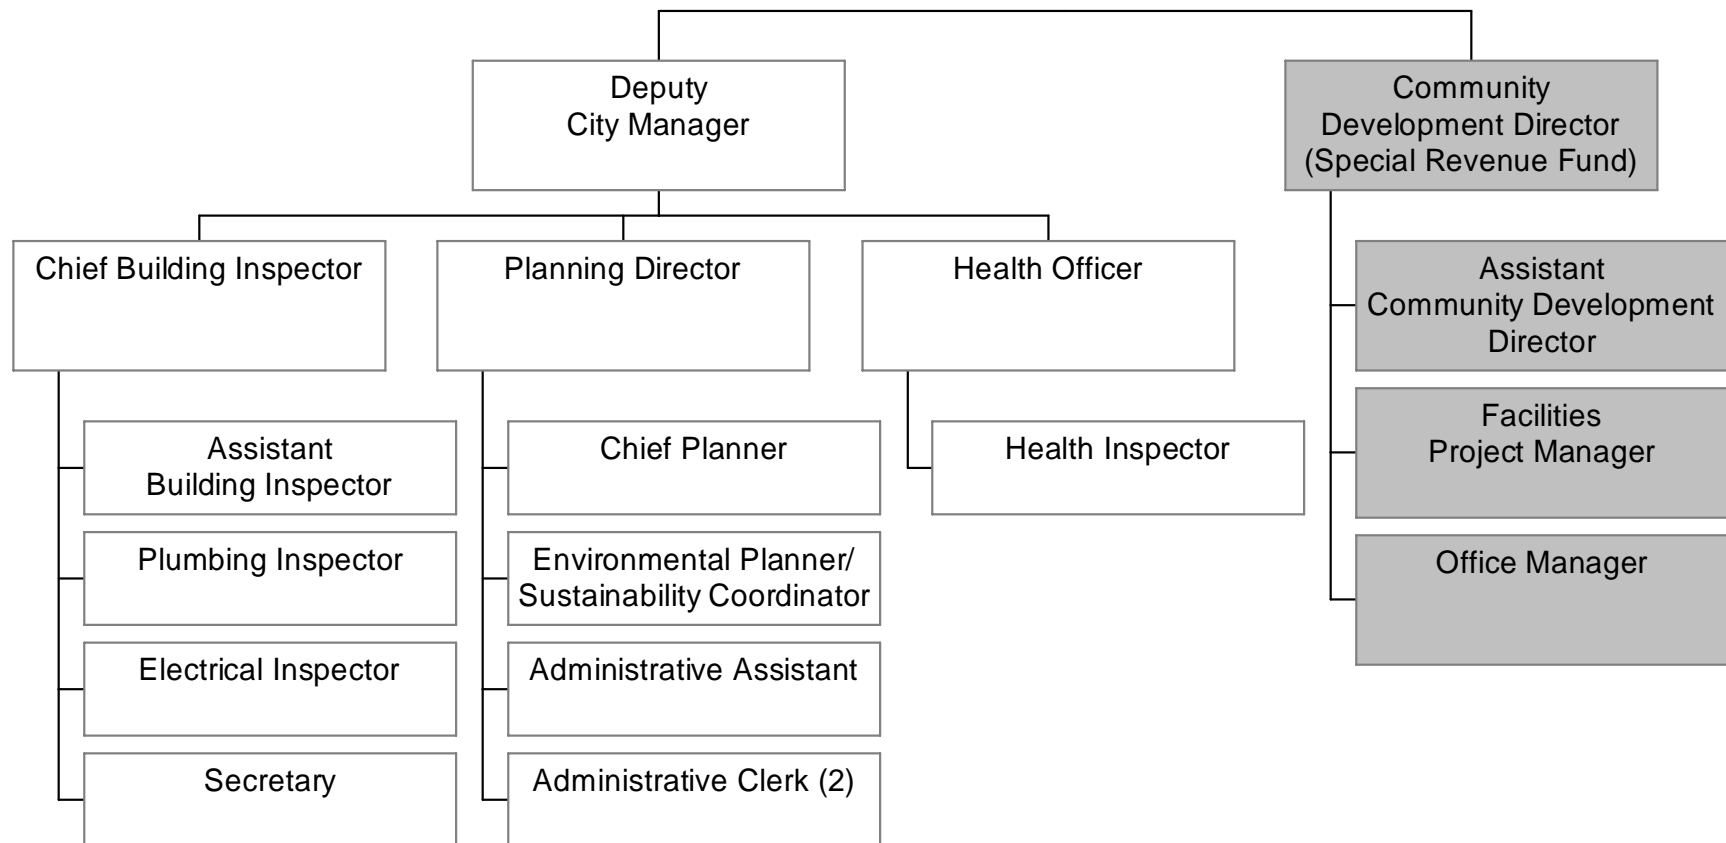 Deputy
City Manager
Community
Development Director
(Special Revenue Fund)
Chief Building Inspector
Planning Director
Health Officer
Assistant
Community Development
Director
Facilities
Project Manager
Office Manager
Assistant
Building Inspector
Plumbing Inspector
Electrical Inspector
Secretary
Chief Planner
Environmental Planner/
Sustainability Coordinator
Administrative Assistant
Administrative Clerk (2)
Health Inspector